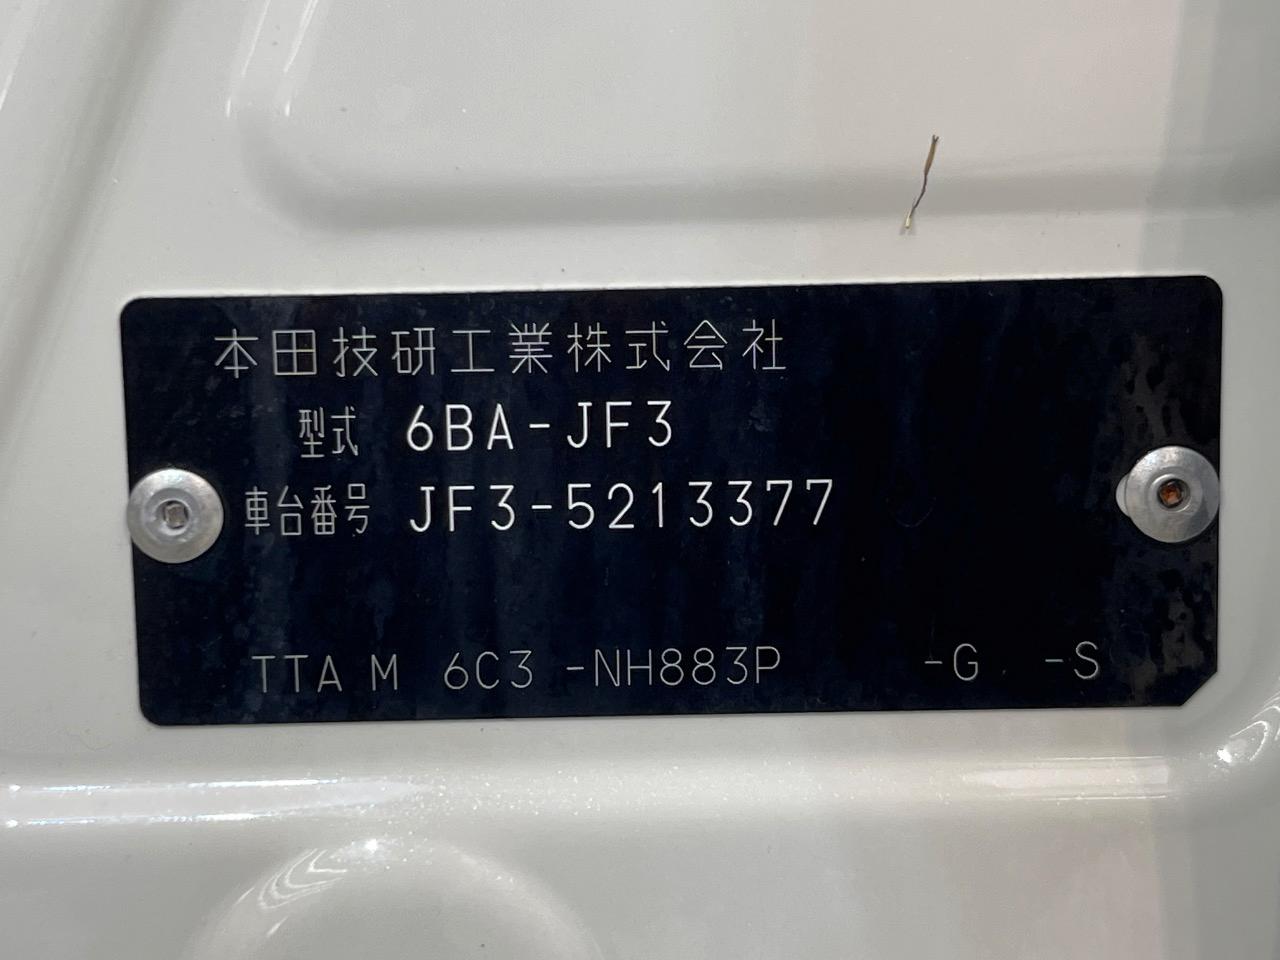 本田技研工業株式会社
型式 6BA-JF3
車台番号 JF3-5213377
TTA M 6C3 -NH883P -G -S